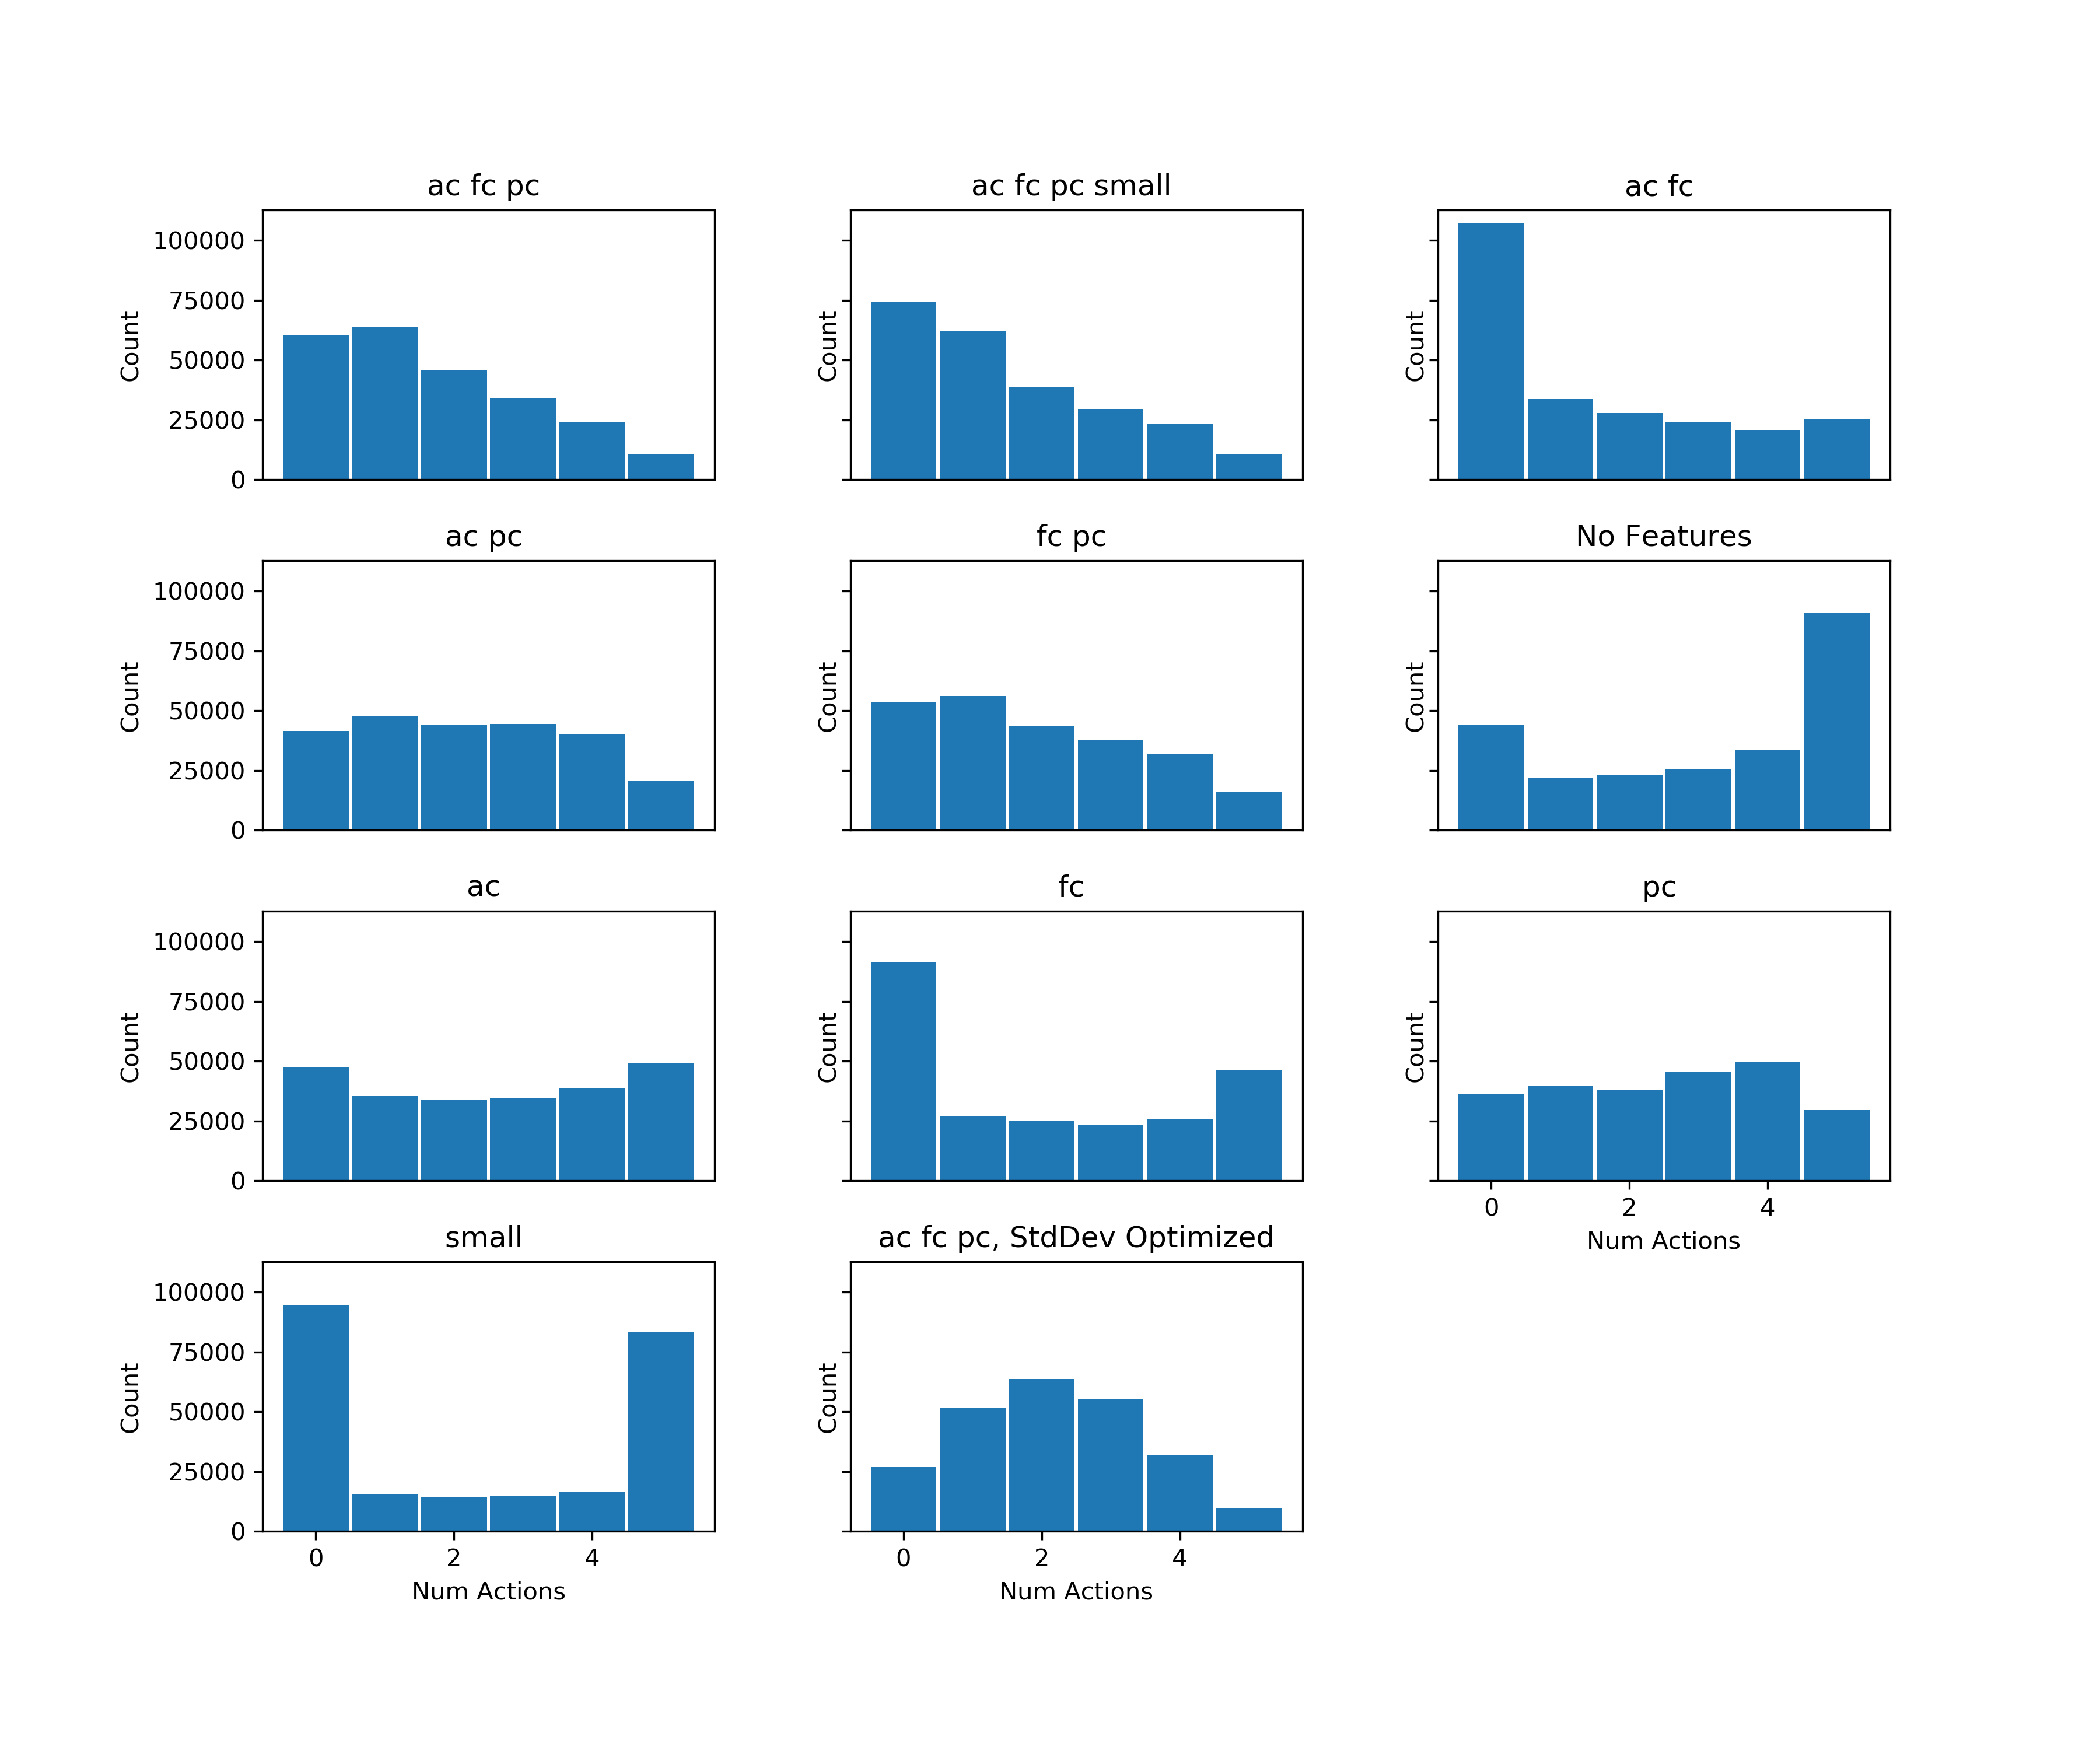 ac fc pc
ac fc pc small
ac fc
100000
75000
50000
25000
0
Count
Count
Count
ac pc
fc pc
No Features
100000
75000
50000
25000
0
Count
Count
Count
ac
fc
pc
100000
75000
50000
25000
0
Count
Count
Count
0 2 4
Num Actions
small
ac fc pc, StdDev Optimized
100000
75000
50000
25000
0
Count
Count
0 2 4
0 2 4
Num Actions
Num Actions